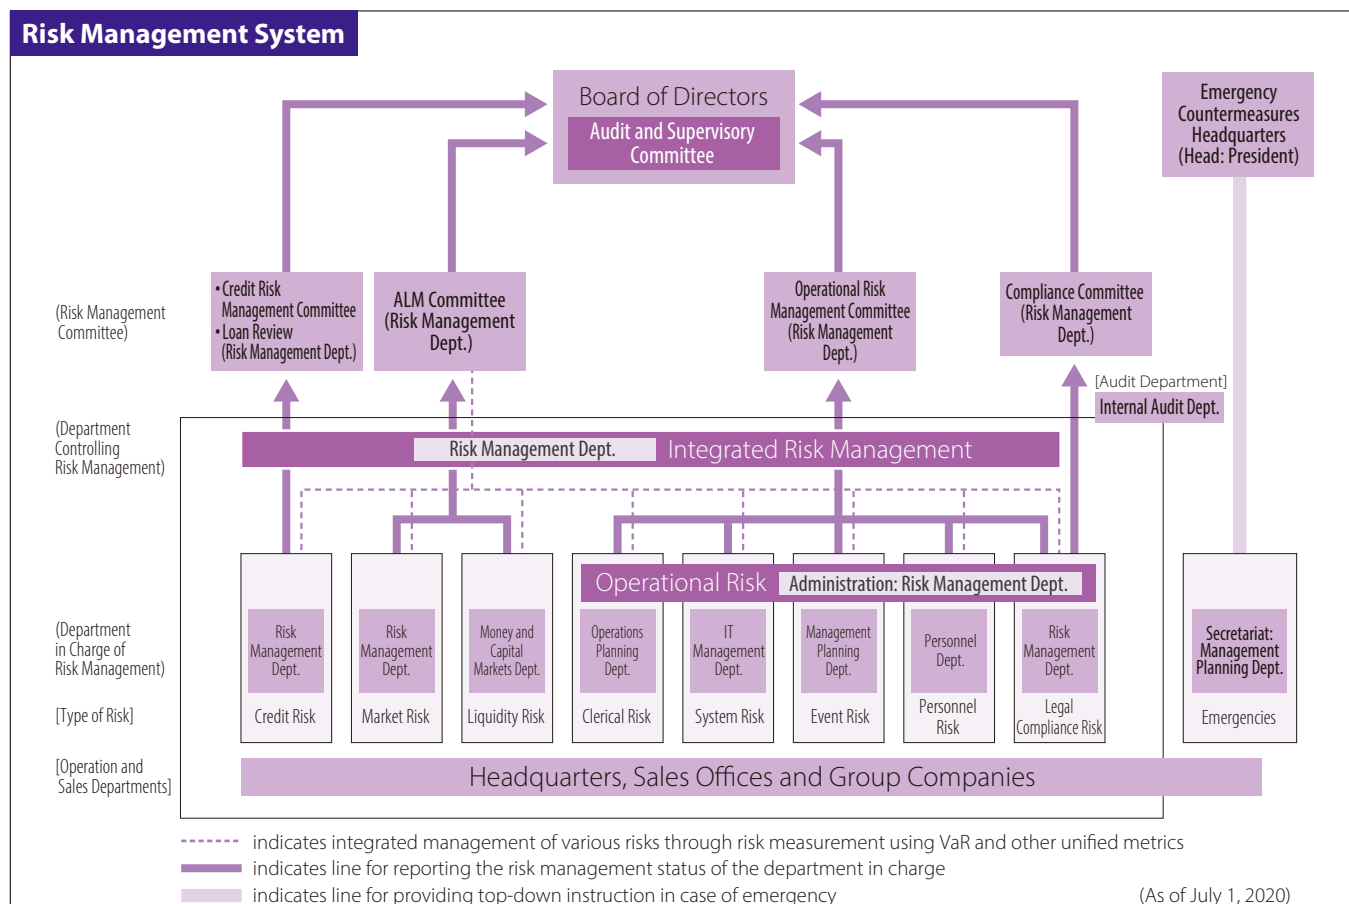 Risk Management System
Board of Directors
Audit and Supervisory
Committee
Emergency
Countermeasures
Headquarters
(Head: President)
(Risk Management
Committee)
• Credit Risk
Management Committee
• Loan Review
(Risk Management Dept.)
ALM Committee
(Risk Management
Dept.)
Operational Risk
Management Committee
(Risk Management
Dept.)
Compliance Committee
(Risk Management
Dept.)
[Audit Department]
Internal Audit Dept.
(Department
Controlling
Risk Management)
Risk Management Dept.
Integrated Risk Management
Operational Risk
Administration: Risk Management Dept.
(Department
in Charge of
Risk Management)
Risk
Management
Dept.
Risk
Management
Dept.
Money and
Capital
Markets Dept.
Operations
Planning
Dept.
IT
Management
Dept.
Management
Planning
Dept.
Personnel
Dept.
Risk
Management
Dept.
Secretariat:
Management
Planning Dept.
[Type of Risk]
Credit Risk
Market Risk
Liquidity Risk
Clerical Risk
System Risk
Event Risk
Personnel
Risk
Legal
Compliance Risk
Emergencies
[Operation and
Sales Departments]
Headquarters, Sales Offices and Group Companies
indicates integrated management of various risks through risk measurement using VaR and other unified metrics
indicates line for reporting the risk management status of the department in charge
indicates line for providing top-down instruction in case of emergency
(As of July 1, 2020)